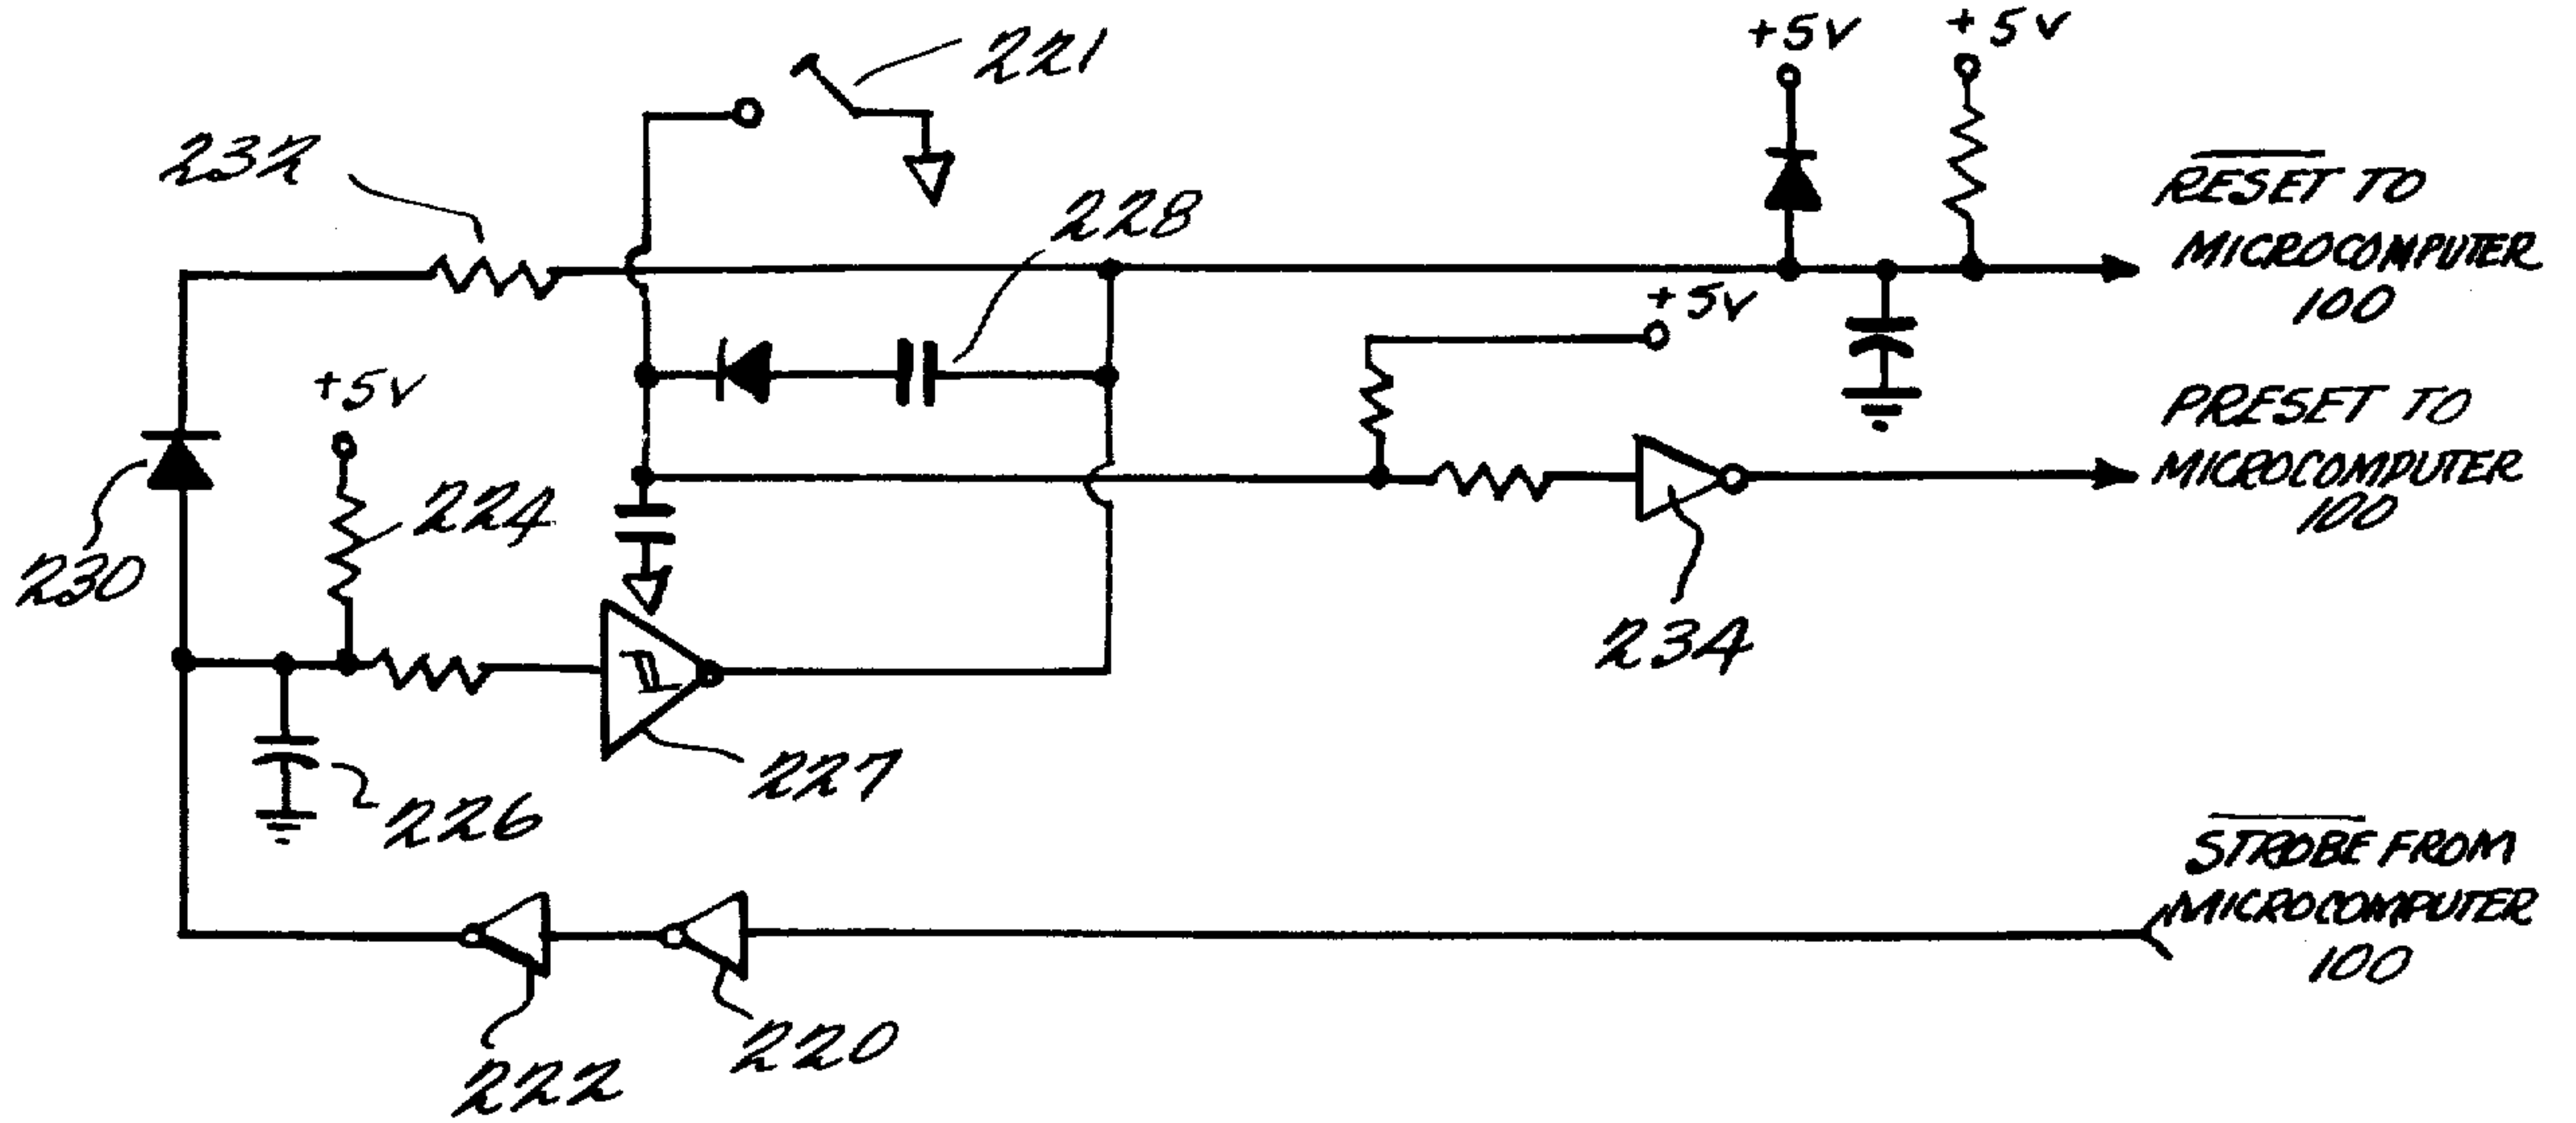 221
+5V
+5V
232
RESET TO
MICROCOMPUTER
100
228
+5V
+5V
PRESET TO
MICROCOMPUTER
100
224
230
234
227
226
STROBE FROM
MICROCOMPUTER
100
220
222